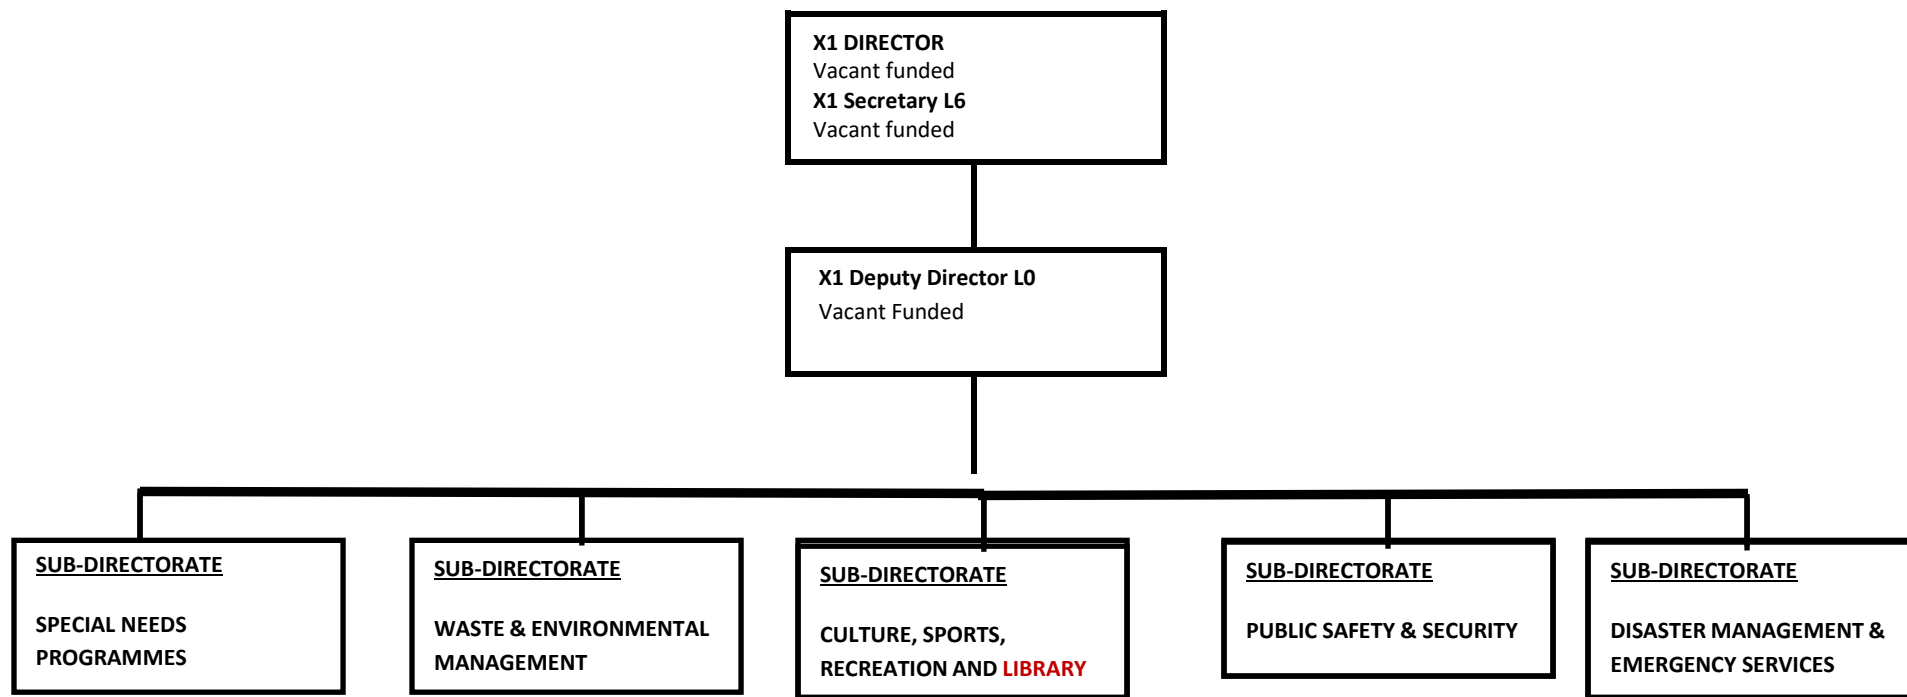 X1 DIRECTOR
Vacant funded
X1 Secretary L6
Vacant funded
X1 Deputy Director L0
Vacant Funded
SUB-DIRECTORATE
SPECIAL NEEDS
PROGRAMMES
SUB-DIRECTORATE
WASTE & ENVIRONMENTAL
MANAGEMENT
SUB-DIRECTORATE
CULTURE, SPORTS,
RECREATION AND LIBRARY
SUB-DIRECTORATE
PUBLIC SAFETY & SECURITY
SUB-DIRECTORATE
DISASTER MANAGEMENT &
EMERGENCY SERVICES